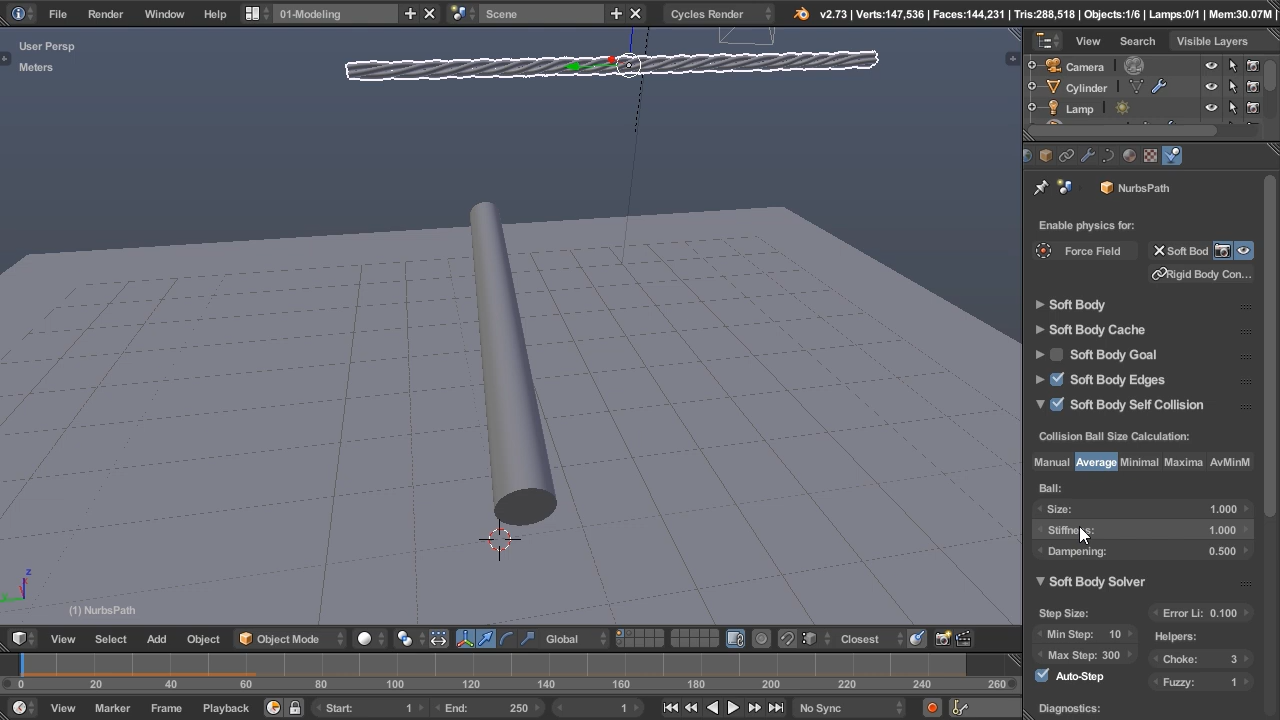 File Render Window Help 01-Modeling Scene Cycles Render v2.73 | Verts:147,536 | Faces:144,231 | Tris:288,518 | Objects:1/6 | Lamps:0/1 | Mem:30.07M
User Persp
Meters
View Search Visible Layers
Camera
Cylinder
Lamp
NurbsPath
Enable physics for:
Force Field Soft Bod
Rigid Body Con...
Soft Body
Soft Body Cache
Soft Body Goal
Soft Body Edges
Soft Body Self Collision
Collision Ball Size Calculation:
Manual Average Minimal Maxima AvMinM
Ball:
Size: 1.000
Stiffness: 1.000
Dampening: 0.500
Soft Body Solver
Step Size: Error Li: 0.100
Min Step: 10 Helpers:
Max Step: 300 Choke: 3
Auto-Step Fuzzy: 1
Diagnostics:
z
y
(1) NurbsPath
View Select Add Object Object Mode Global Closest
0 20 40 60 80 100 120 140 160 180 200 220 240 260
View Marker Frame Playback Start: 1 End: 250 1 No Sync